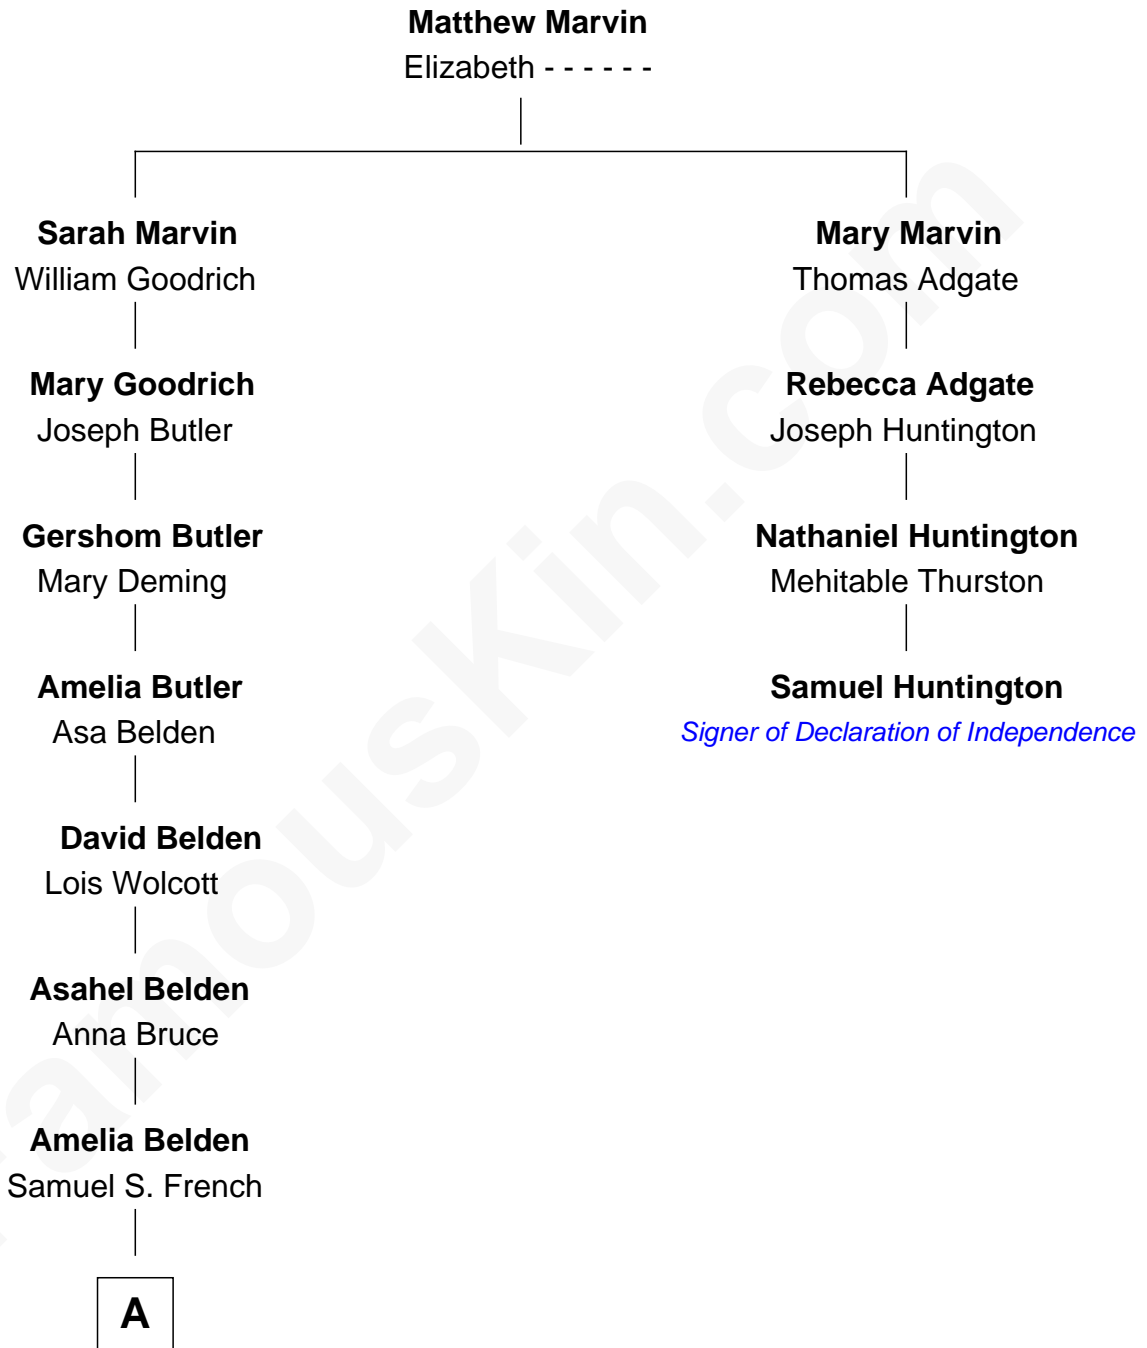 Matthew Marvin
Elizabeth - - - - - -
Sarah Marvin
William Goodrich
Mary Marvin
Thomas Adgate
Mary Goodrich
Joseph Butler
Rebecca Adgate
Joseph Huntington
Gershom Butler
Mary Deming
Nathaniel Huntington
Mehitable Thurston
Amelia Butler
Asa Belden
Samuel Huntington
Signer of Declaration of Independence
David Belden
Lois Wolcott
Asahel Belden
Anna Bruce
Amelia Belden
Samuel S. French
A
FamousKin.com